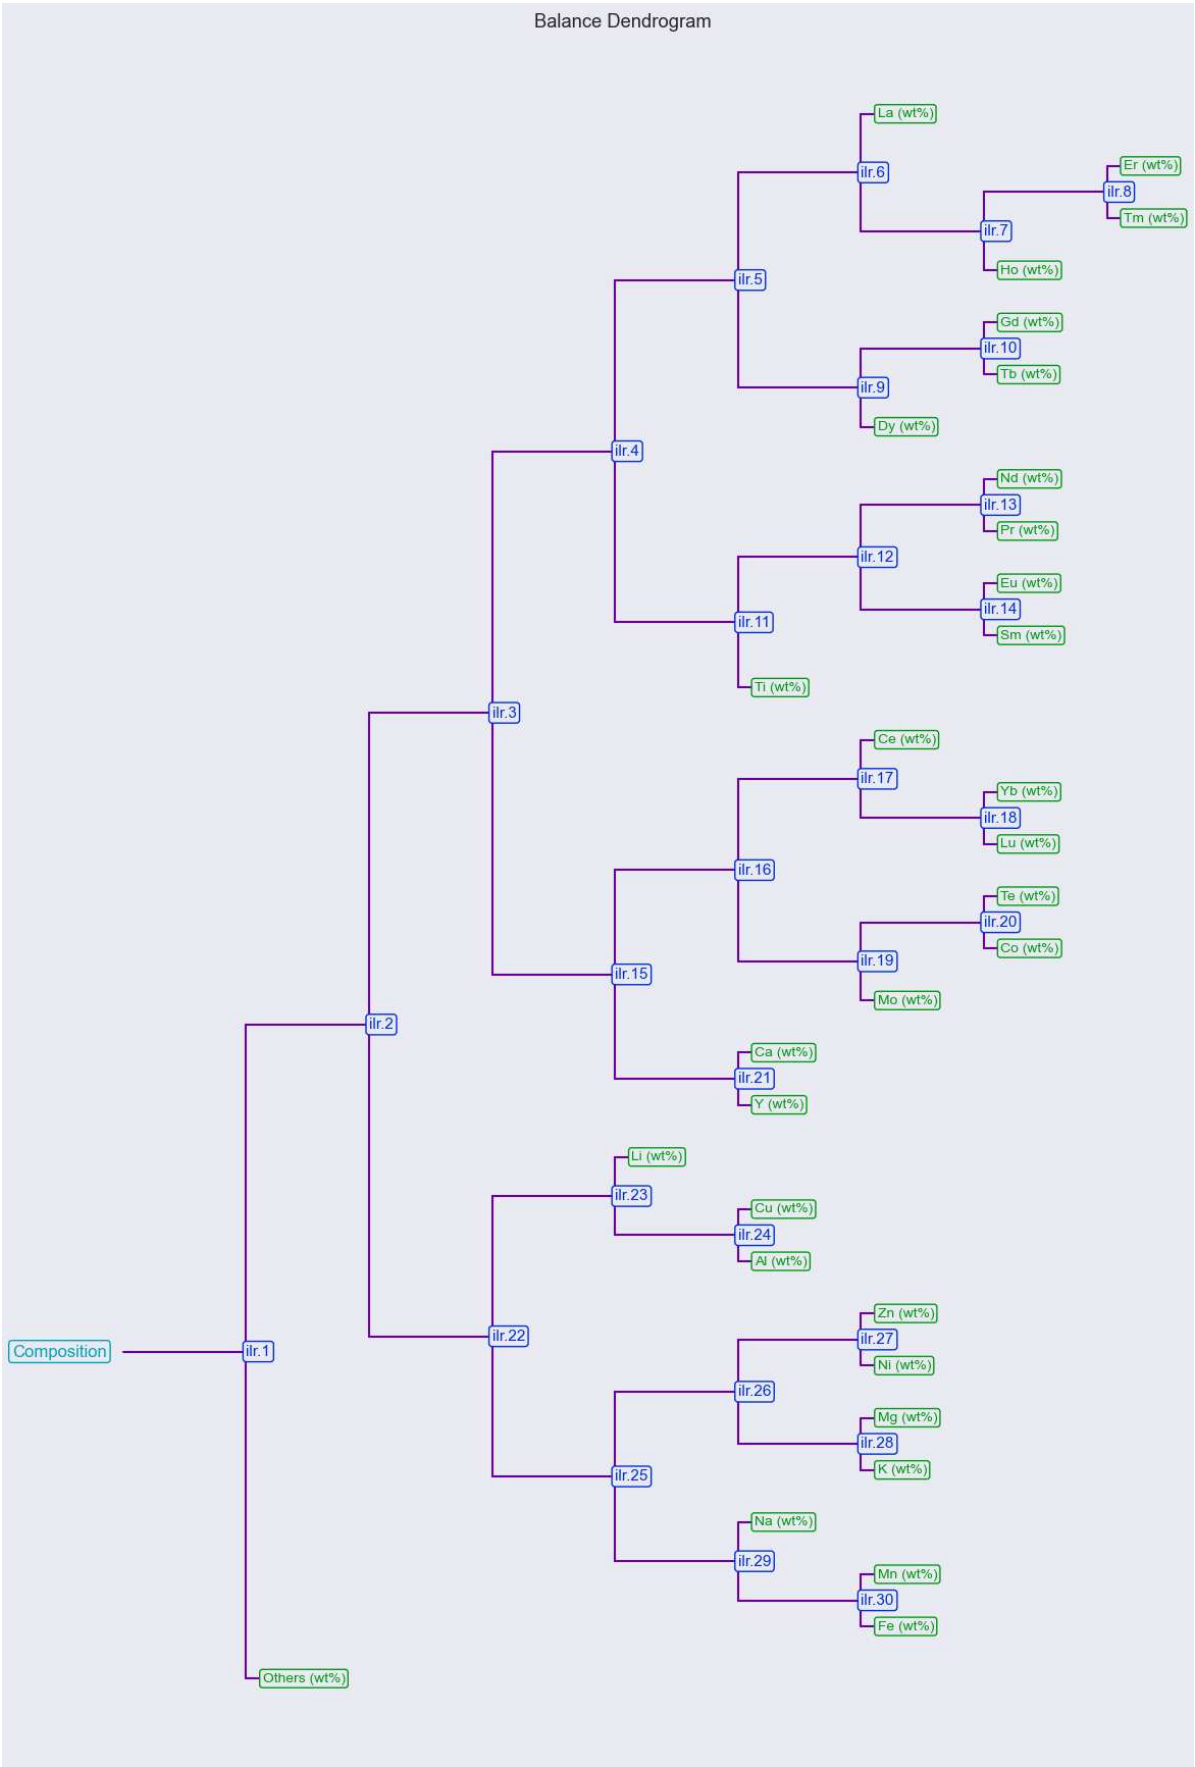 Balance Dendrogram
La (wt%)
Er (wt%)
ilr.6
ilr.8
Tm (wt%)
ilr.7
Ho (wt%)
ilr.5
Gd (wt%)
ilr.10
Tb (wt%)
ilr.9
Dy (wt%)
ilr.4
Nd (wt%)
ilr.13
Pr (wt%)
ilr.12
Eu (wt%)
ilr.14
ilr.11
Sm (wt%)
Ti (wt%)
ilr.3
Ce (wt%)
ilr.17
Yb (wt%)
ilr.18
Lu (wt%)
ilr.16
Te (wt%)
ilr.20
Co (wt%)
ilr.19
ilr.15
Mo (wt%)
ilr.2
Ca (wt%)
ilr.21
Y (wt%)
Li (wt%)
ilr.23
Cu (wt%)
ilr.24
Al (wt%)
Zn (wt%)
ilr.22
ilr.27
Composition
ilr.1
Ni (wt%)
ilr.26
Mg (wt%)
ilr.28
K (wt%)
ilr.25
Na (wt%)
ilr.29
Mn (wt%)
ilr.30
Fe (wt%)
Others (wt%)